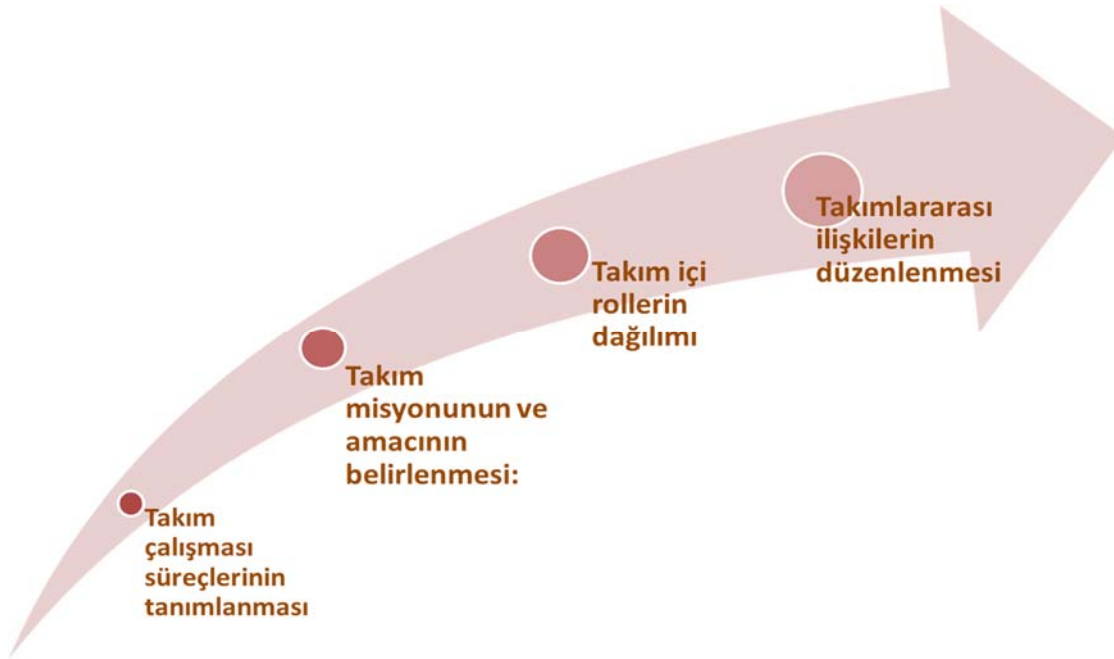 Takım
çalışması
süreçlerinin
tanımlanması
Takım
misyonunun ve
amacının
belirlenmesi:
Takım içi
rollerin
dağılımı
Takımlararası
ilişkilerin
düzenlenmesi